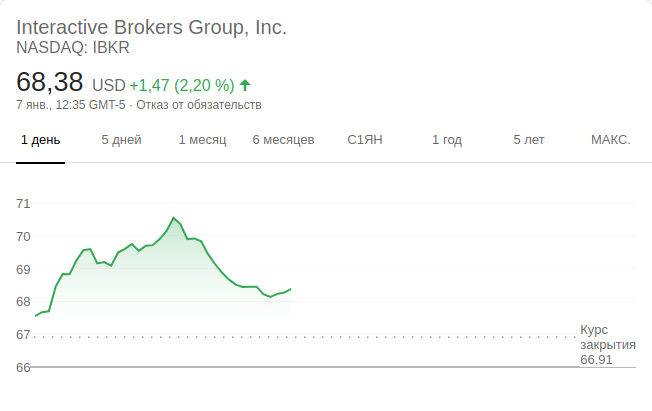 Interactive Brokers Group, Inc.
NASDAQ: IBKR
68,38 USD +1,47 (2,20 %)
7 янв., 12:35 GMT-5 · Отказ от обязательств
1 день 5 дней 1 месяц 6 месяцев С1ЯН 1 год 5 лет МАКС.
71
70
69
68
67
66
Курс
закрытия
66,91